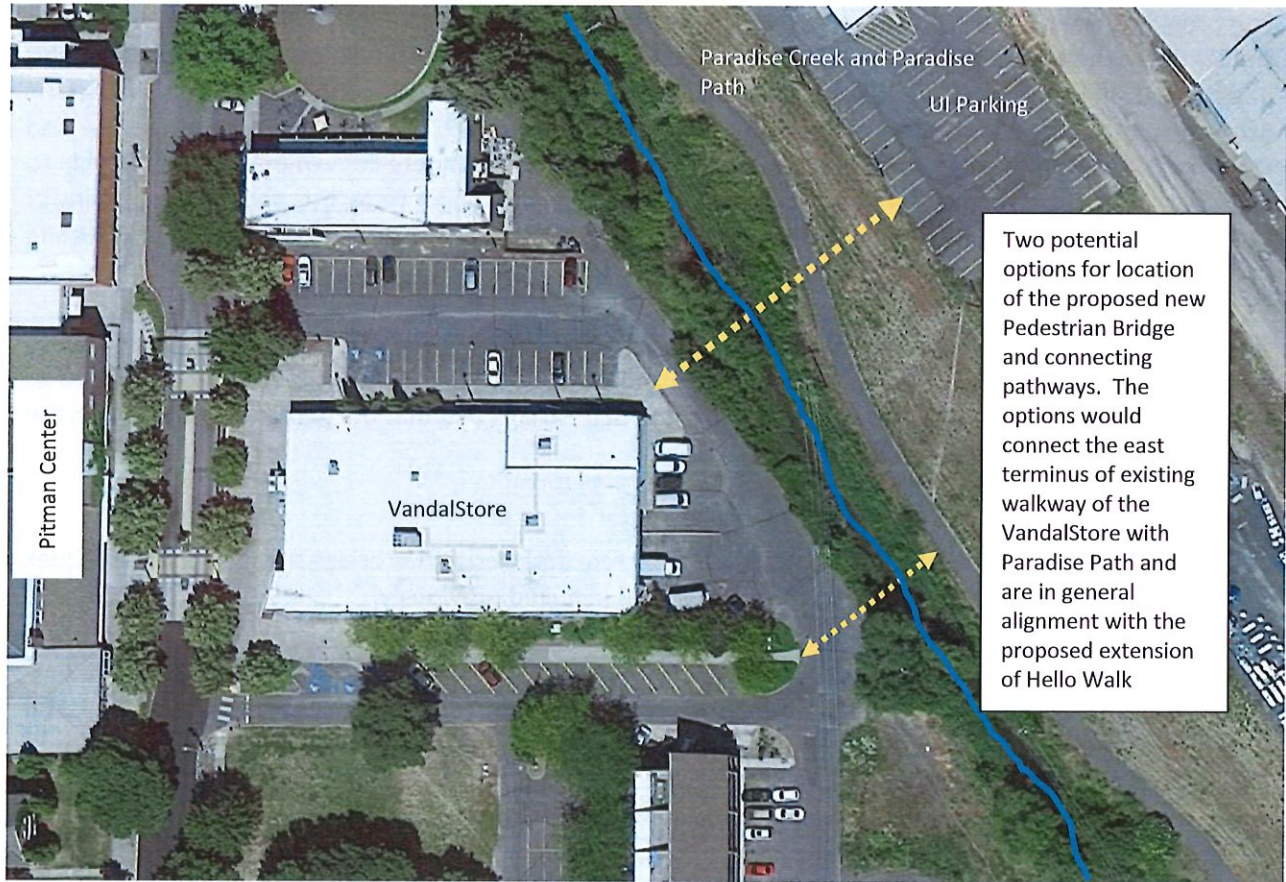 Paradise Creek and Paradise
Path
UI Parking
Two potential
options for location
of the proposed new
Pedestrian Bridge
and connecting
pathways. The
options would
connect the east
terminus of existing
walkway of the
VandalStore with
Paradise Path and
are in general
alignment with the
proposed extension
of Hello Walk
Pitman Center
VandalStore